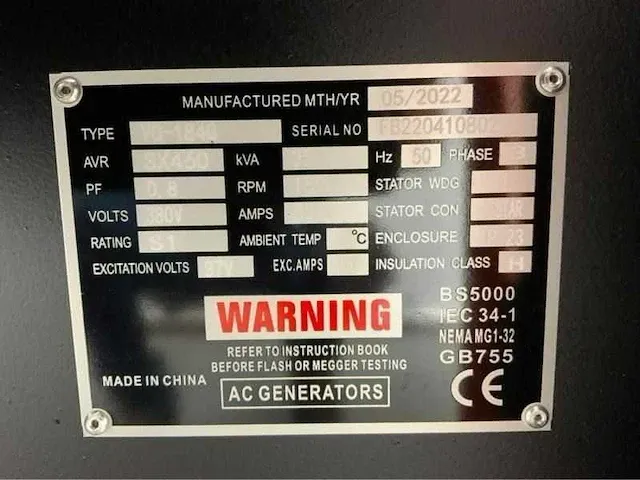 MANUFACTURED MTH/YR 05/2022
TYPE SERIAL NO
AVR SX460 kVA Hz 50 PHASE 3
PF 0.8 RPM STATOR WDG
VOLTS 380V AMPS STATOR CON
RATING S1 AMBIENT TEMP °C ENCLOSURE 23
EXCITATION VOLTS EXC.AMPS INSULATION CLASS H
WARNING
REFER TO INSTRUCTION BOOK
BEFORE FLASH OR MEGGER TESTING
AC GENERATORS
MADE IN CHINA
BS5000
IEC 34-1
NEMA MG1-32
GB755
CE